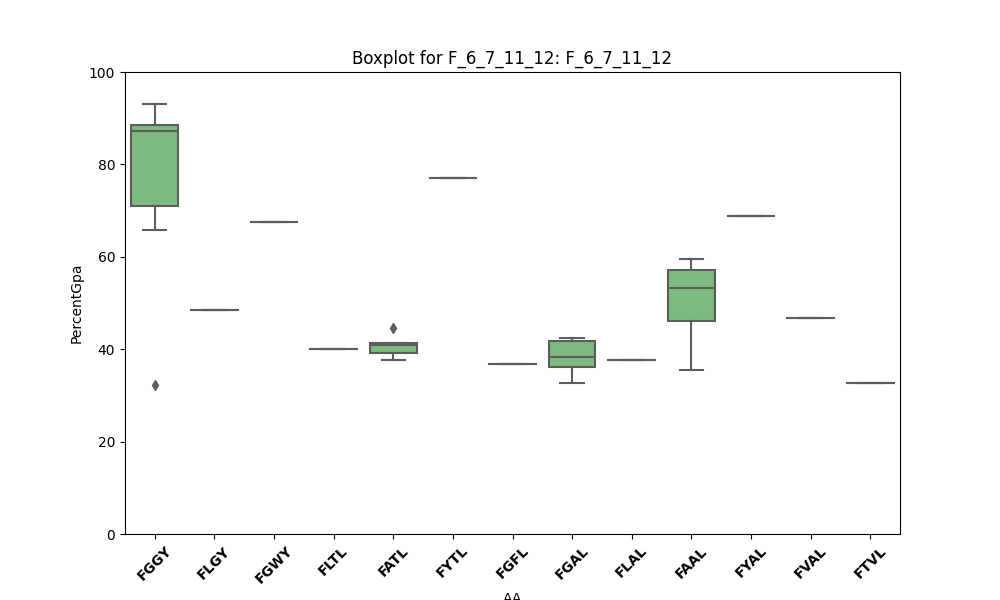 Boxplot for F_6_7_11_12: F_6_7_11_12
100
80
60
40
20
0
PercentGpa
FGGY
FLGY
FGWY
FLTL
FATL
FYTL
FGFL
FGAL
FLAL
FAAL
FYAL
FVAL
FTVL
AA